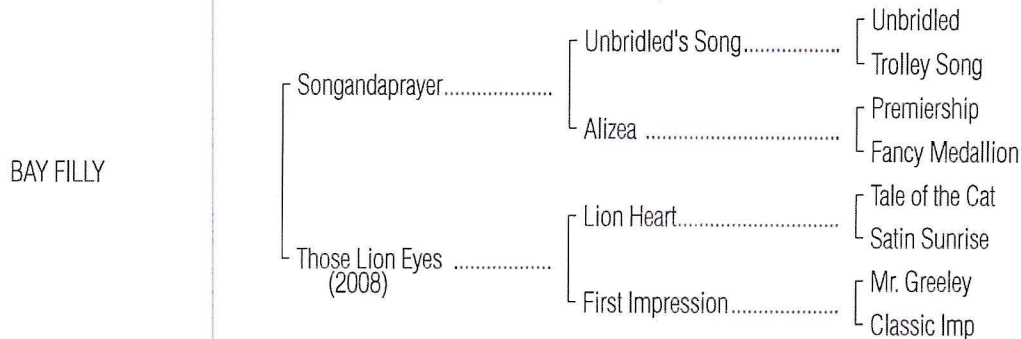 Unbridled
Unbridled's Song..................
Trolley Song
Songandaprayer....................
Premiership
Alizea ....................................
Fancy Medallion
BAY FILLY
Tale of the Cat
Lion Heart..............................
Satin Sunrise
Those Lion Eyes ..................
(2008)
Mr. Greeley
First Impression....................
Classic Imp